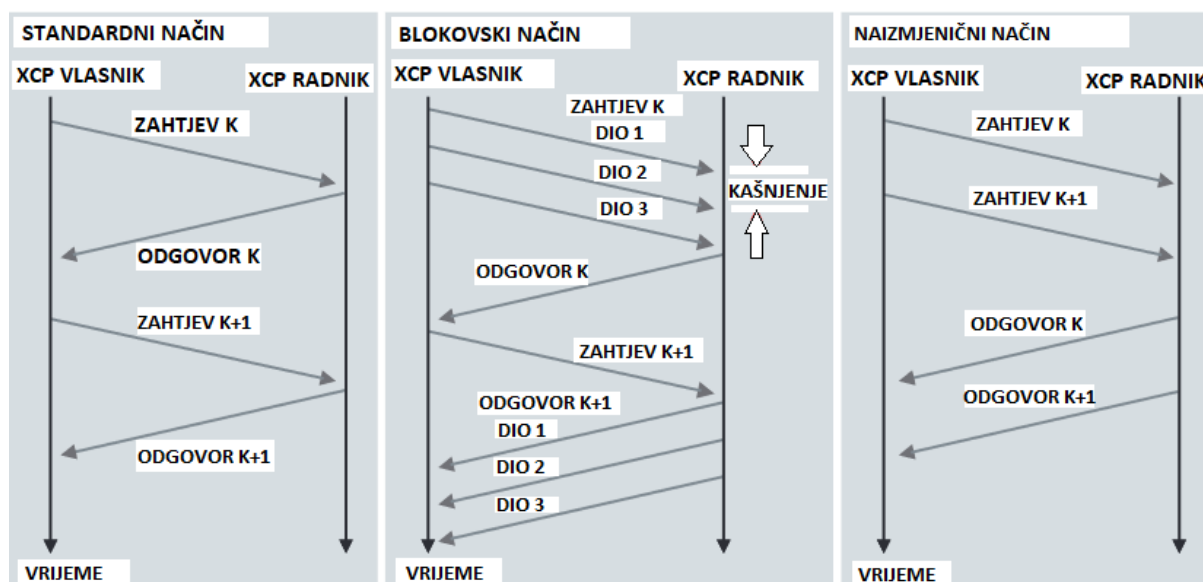 STANDARDNI NAČIN
XCP VLASNIK
XCP RADNIK
ZAHTJEV K
ODGOVOR K
ZAHTJEV K+1
ODGOVOR K+1
VRIJEME
BLOKOVSKI NAČIN
XCP VLASNIK
XCP RADNIK
ZAHTJEV K
DIO 1
DIO 2
KAŠNJENJE
DIO 3
ODGOVOR K
ZAHTJEV K+1
ODGOVOR K+1
DIO 1
DIO 2
DIO 3
VRIJEME
NAIZMJENIČNI NAČIN
XCP VLASNIK
XCP RADNIK
ZAHTJEV K
ZAHTJEV K+1
ODGOVOR K
ODGOVOR K+1
VRIJEME